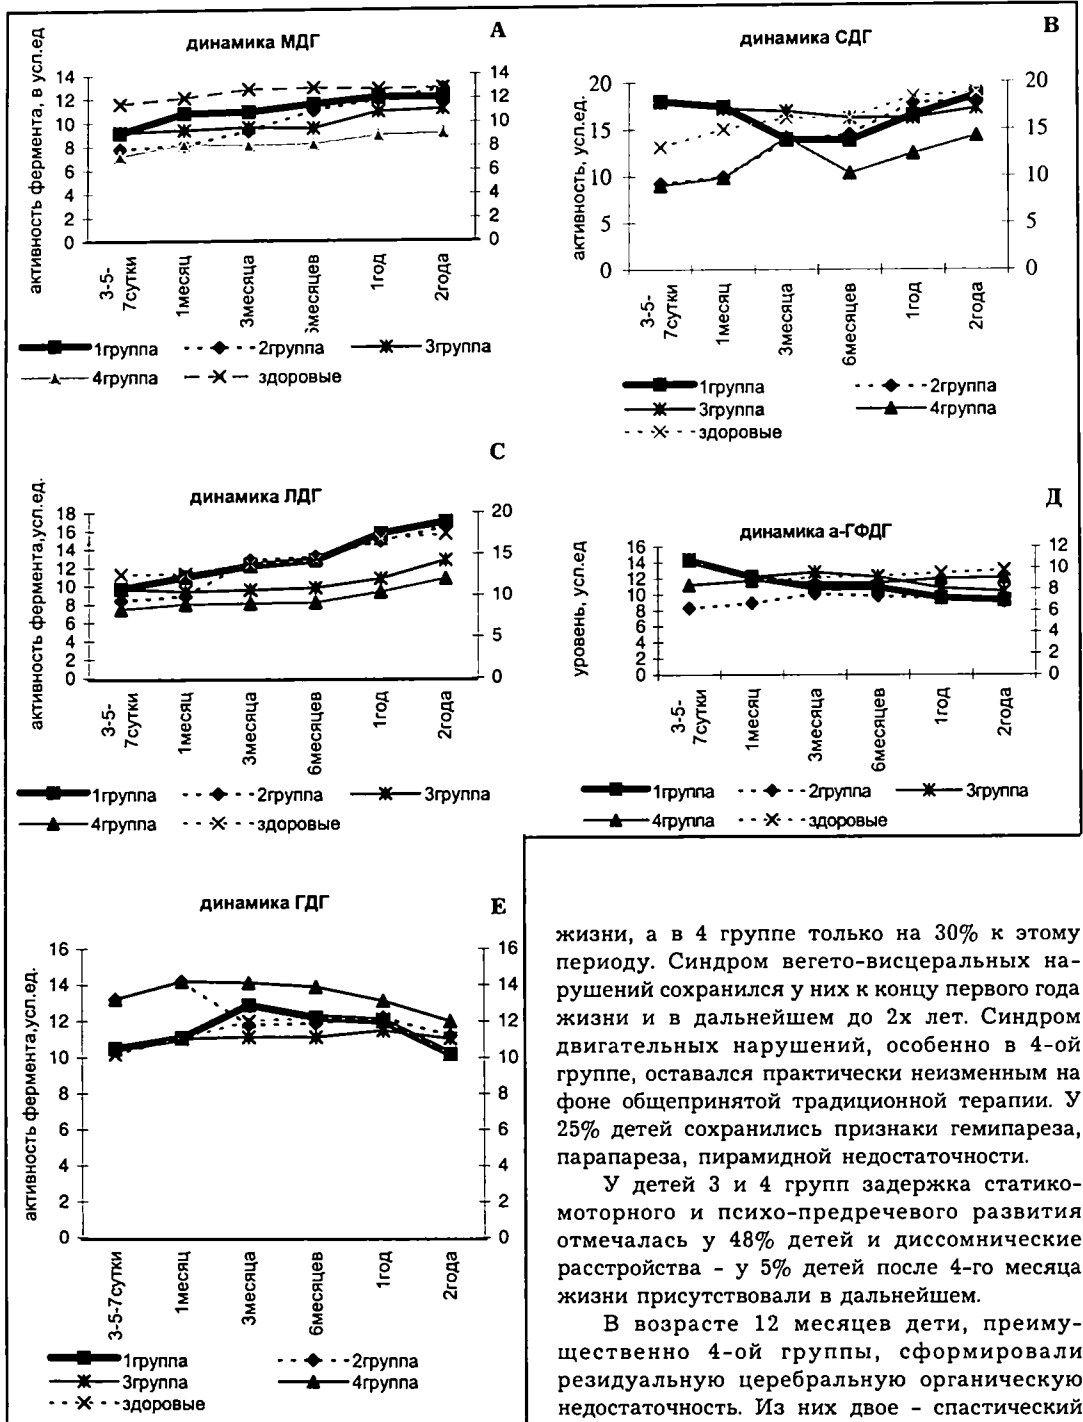 А
динамика МДГ
активность фермента, в усл.ед.
14
12
10
8
6
4
2
0
14
12
10
8
6
4
2
0
3-5-
7сутки
1месяц
3месяца
6месяцев
1год
2года
1группа
2группа
3группа
4группа
здоровые
В
динамика СДГ
активность, усл.ед.
20
15
10
5
0
20
15
10
5
0
3-5-
7сутки
1месяц
3месяца
6месяцев
1год
2года
1группа
2группа
3группа
4группа
здоровые
С
динамика ЛДГ
активность фермента,усл.ед.
18
16
14
12
10
8
6
4
2
0
20
15
10
5
0
3-5-
7сутки
1месяц
3месяца
6месяцев
1год
2года
1группа
2группа
3группа
4группа
здоровые
Д
динамика а-ГФДГ
уровень, усл.ед
16
14
12
10
8
6
4
2
0
12
10
8
6
4
2
0
3-5-
7сутки
1месяц
3месяца
6месяцев
1год
2года
1группа
2группа
3группа
4группа
здоровые
Е
динамика ГДГ
активность фермента,усл.ед.
16
14
12
10
8
6
4
2
0
16
14
12
10
8
6
4
2
0
3-5-7сутки
1месяц
3месяца
6месяцев
1год
2года
1группа
2группа
3группа
4группа
здоровые
жизни, а в 4 группе только на 30% к этому
периоду. Синдром вегето-висцеральных на-
рушений сохранился у них к концу первого года
жизни и в дальнейшем до 2х лет. Синдром
двигательных нарушений, особенно в 4-ой
группе, оставался практически неизменным на
фоне общепринятой традиционной терапии. У
25% детей сохранились признаки гемипареза,
парапареза, пирамидной недостаточности.
У детей 3 и 4 групп задержка статико-
моторного и психо-предречевого развития
отмечалась у 48% детей и диссомнические
расстройства - у 5% детей после 4-го месяца
жизни присутствовали в дальнейшем.
В возрасте 12 месяцев дети, преиму-
щественно 4-ой группы, сформировали
резидуальную церебральную органическую
недостаточность. Из них двое - спастический